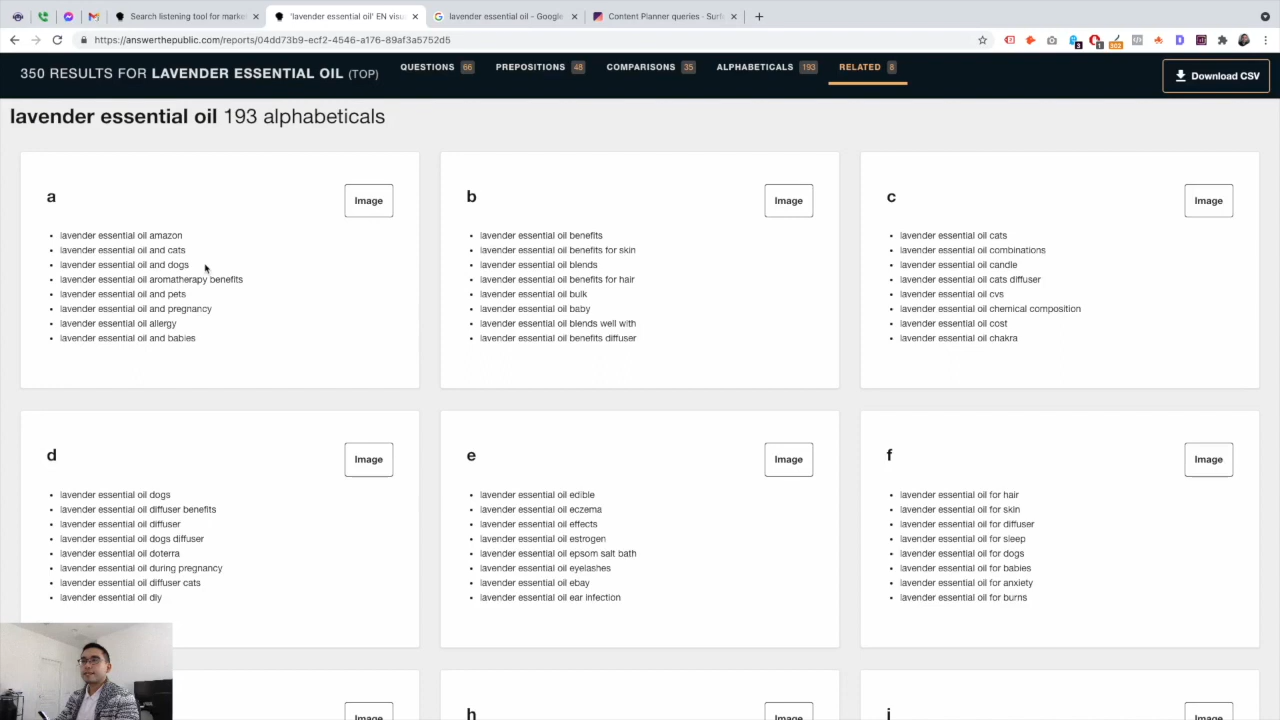 Search listening tool for marke
'lavender essential oil' EN visu
lavender essential oil - Google
Content Planner queries - Surf
https://answerthepublic.com/reports/04dd73b9-ecf2-4546-a176-89af3a5752d5
350 RESULTS FOR LAVENDER ESSENTIAL OIL (TOP)
QUESTIONS 66
PREPOSITIONS 48
COMPARISONS 35
ALPHABETICALS 193
RELATED 8
Download CSV
lavender essential oil 193 alphabeticals
a
Image
lavender essential oil amazon
lavender essential oil and cats
lavender essential oil and dogs
lavender essential oil aromatherapy benefits
lavender essential oil and pets
lavender essential oil and pregnancy
lavender essential oil allergy
lavender essential oil and babies
b
Image
lavender essential oil benefits
lavender essential oil benefits for skin
lavender essential oil blends
lavender essential oil benefits for hair
lavender essential oil bulk
lavender essential oil baby
lavender essential oil blends well with
lavender essential oil benefits diffuser
c
Image
lavender essential oil cats
lavender essential oil combinations
lavender essential oil candle
lavender essential oil cats diffuser
lavender essential oil cvs
lavender essential oil chemical composition
lavender essential oil cost
lavender essential oil chakra
d
Image
lavender essential oil dogs
lavender essential oil diffuser benefits
lavender essential oil diffuser
lavender essential oil dogs diffuser
lavender essential oil doterra
lavender essential oil during pregnancy
lavender essential oil diffuser cats
lavender essential oil diy
e
Image
lavender essential oil edible
lavender essential oil eczema
lavender essential oil effects
lavender essential oil estrogen
lavender essential oil epsom salt bath
lavender essential oil eyelashes
lavender essential oil ebay
lavender essential oil ear infection
f
Image
lavender essential oil for hair
lavender essential oil for skin
lavender essential oil for diffuser
lavender essential oil for sleep
lavender essential oil for dogs
lavender essential oil for babies
lavender essential oil for anxiety
lavender essential oil for burns
Image
h
Image
i
Image